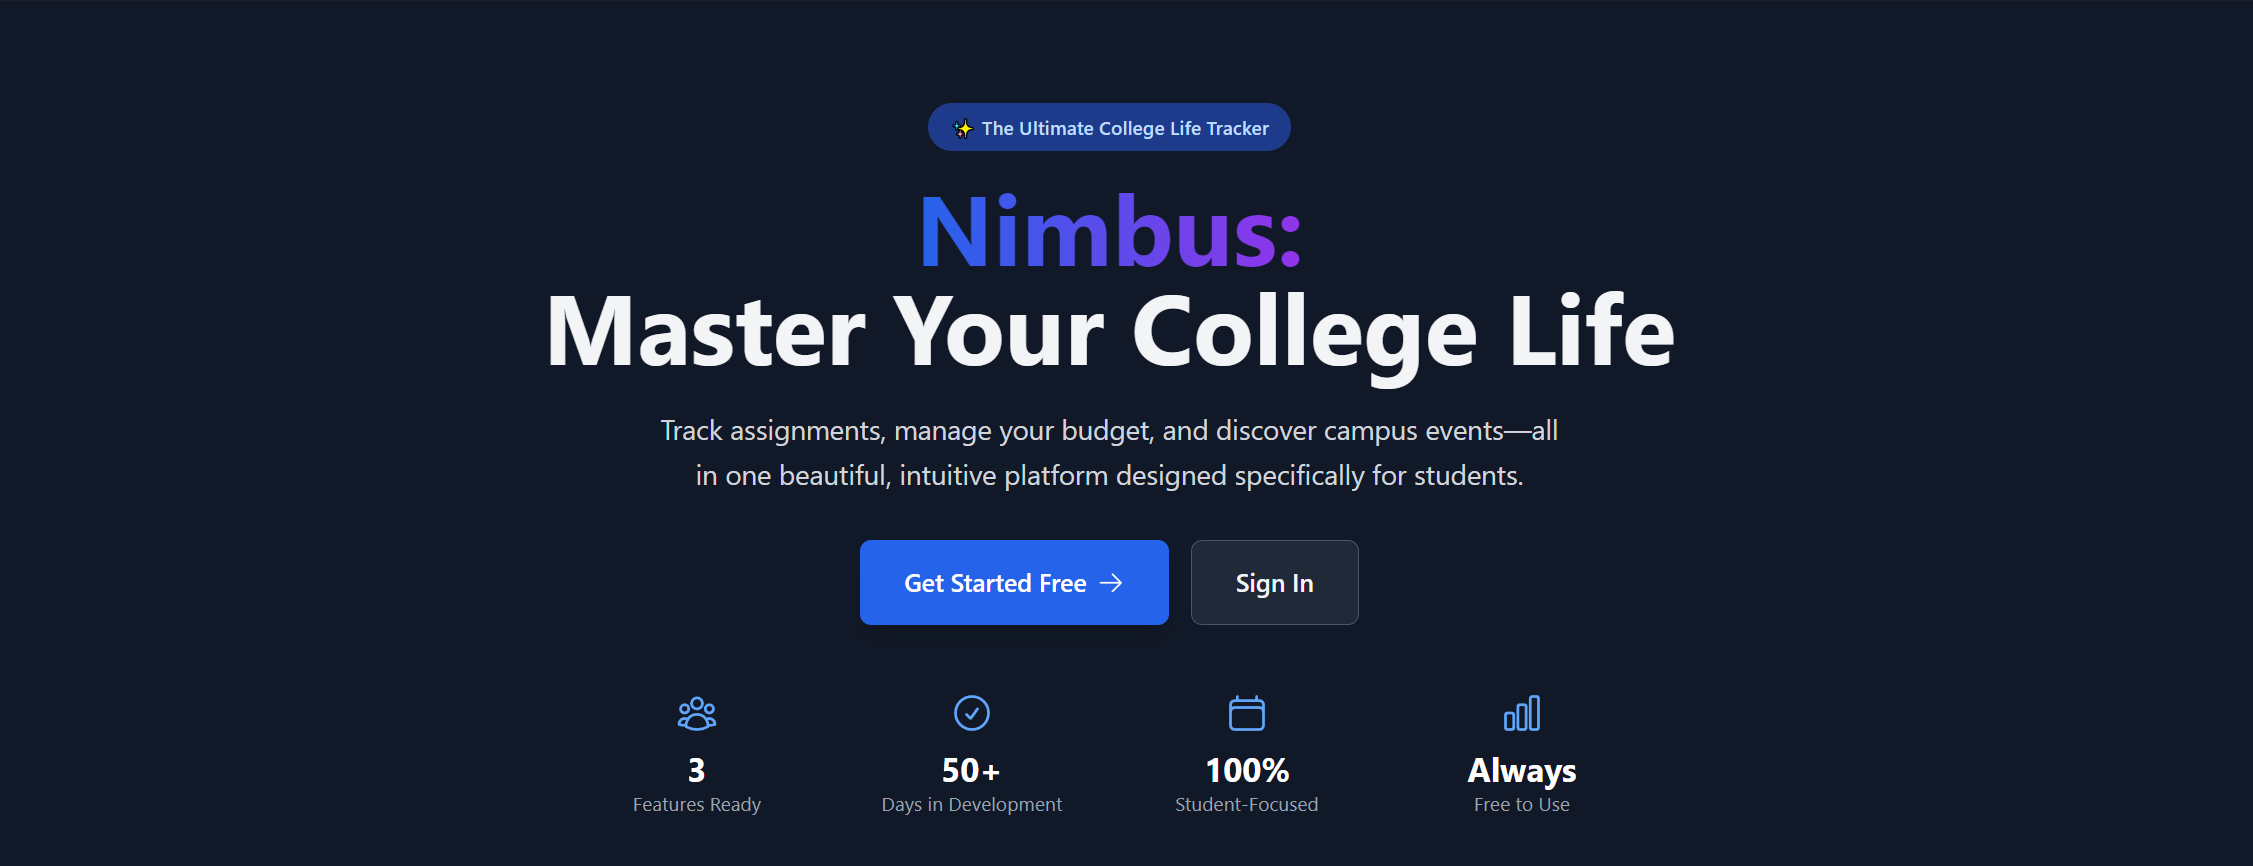 ✨ The Ultimate College Life Tracker
Nimbus:
Master Your College Life
Track assignments, manage your budget, and discover campus events—all
in one beautiful, intuitive platform designed specifically for students.
Get Started Free →
Sign In
3
Features Ready
50+
Days in Development
100%
Student-Focused
Always
Free to Use